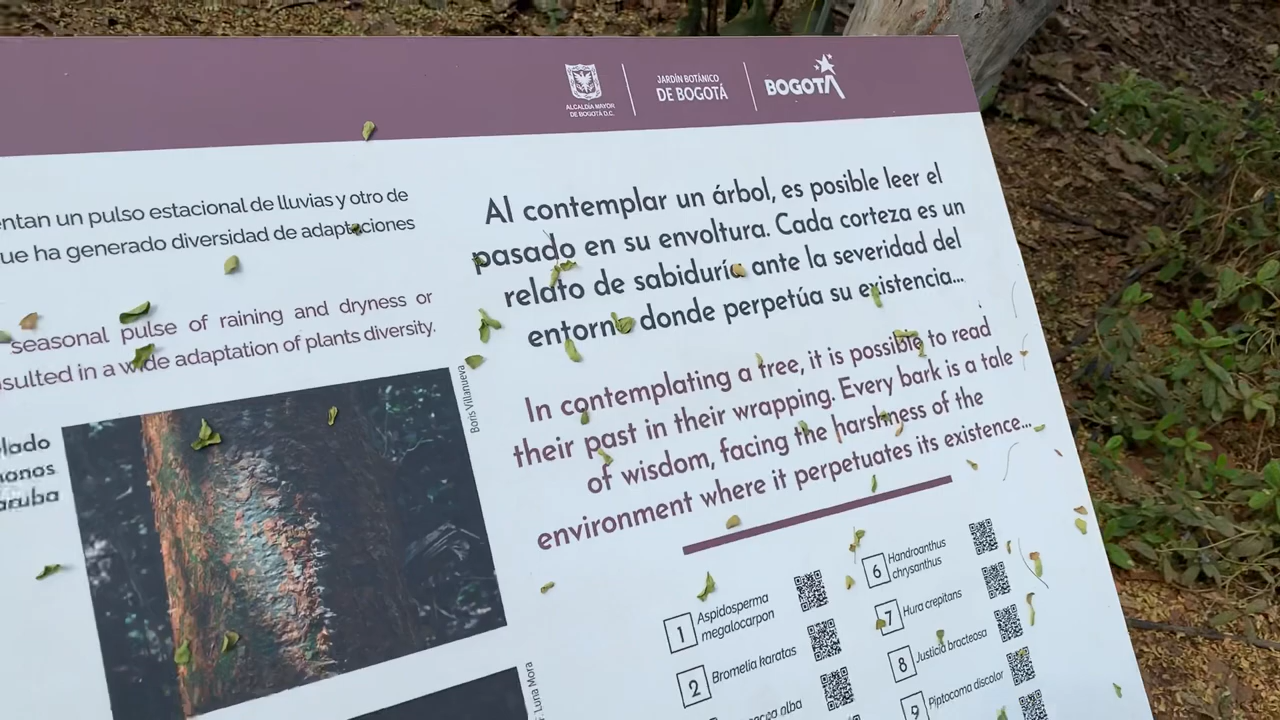 ALCALDÍA MAYOR
DE BOGOTÁ D.C.
JARDÍN BOTÁNICO
DE BOGOTÁ
BOGOTÁ
un pulso estacional de lluvias y otro de
ha generado diversidad de adaptaciones
seasonal pulse of raining and dryness or
in a wide adaptation of plants diversity.
Boris Villanueva
Luna Mora
Al contemplar un árbol, es posible leer el
pasado en su envoltura. Cada corteza es un
relato de sabiduría ante la severidad del
entorno donde perpetúa su existencia...
In contemplating a tree, it is possible to read
their past in their wrapping. Every bark is a tale
of wisdom, facing the harshness of the
environment where it perpetuates its existence...
1 Aspidosperma
megalocarpon
2 Bromelia karatas
alba
6 Handroanthus
chrysanthus
7 Hura crepitans
8 Justicia bracteosa
9 Piptocoma discolor